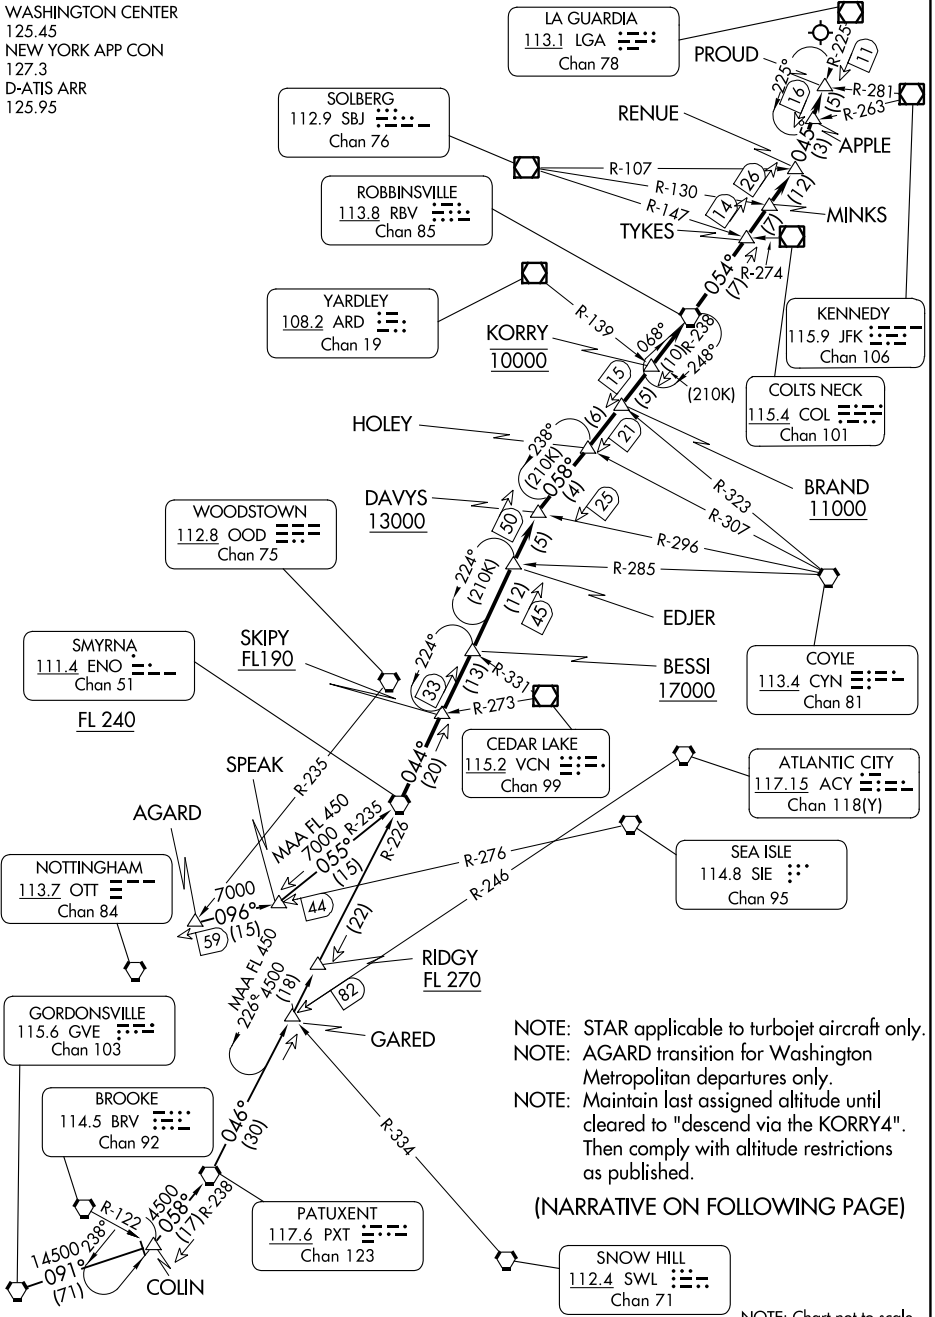 WASHINGTON CENTER
125.45
NEW YORK APP CON
127.3
D-ATIS ARR
125.95
LA GUARDIA
113.1 LGA
Chan 78
PROUD
R-225
11
225°
16
(5)
R-281
R-263
045°
(3)
APPLE
SOLBERG
112.9 SBJ
Chan 76
RENUE
R-107
26
R-130
(12)
14
R-147
MINKS
TYKES
(7)
R-274
054°
(7)
ROBBINSVILLE
113.8 RBV
Chan 85
YARDLEY
108.2 ARD
Chan 19
R-139
KORRY
10000
068°
R-238
(10)
248°
(210K)
15
(5)
KENNEDY
115.9 JFK
Chan 106
COLTS NECK
115.4 COL
Chan 101
HOLEY
(6)
21
238°
(210K)
058°
(4)
R-323
BRAND
11000
R-307
DAVYS
13000
50
25
(5)
R-296
R-285
WOODSTOWN
112.8 OOD
Chan 75
224°
(210K)
(12)
45
EDJER
SMYRNA
111.4 ENO
Chan 51
FL 240
SKIPY
FL190
224°
33
(13)
R-331
R-273
BESSI
17000
COYLE
113.4 CYN
Chan 81
CEDAR LAKE
115.2 VCN
Chan 99
044°
(20)
ATLANTIC CITY
117.15 ACY
Chan 118(Y)
SPEAK
R-235
AGARD
MAA FL 450
7000
R-235
055°
(15)
R-226
R-276
R-246
SEA ISLE
114.8 SIE
Chan 95
NOTTINGHAM
113.7 OTT
Chan 84
7000
096°
(15)
59
44
(22)
RIDGY
FL 270
MAA FL 450
4500
226°
(18)
82
GARED
GORDONSVILLE
115.6 GVE
Chan 103
BROOKE
114.5 BRV
Chan 92
046°
(30)
R-334
NOTE: STAR applicable to turbojet aircraft only.
NOTE: AGARD transition for Washington
Metropolitan departures only.
NOTE: Maintain last assigned altitude until
cleared to "descend via the KORRY4".
Then comply with altitude restrictions
as published.
(NARRATIVE ON FOLLOWING PAGE)
R-122
4500
058°
(17)
R-238
PATUXENT
117.6 PXT
Chan 123
14500
238°
091°
(71)
COLIN
SNOW HILL
112.4 SWL
Chan 71
NOTE: Chart not to scale